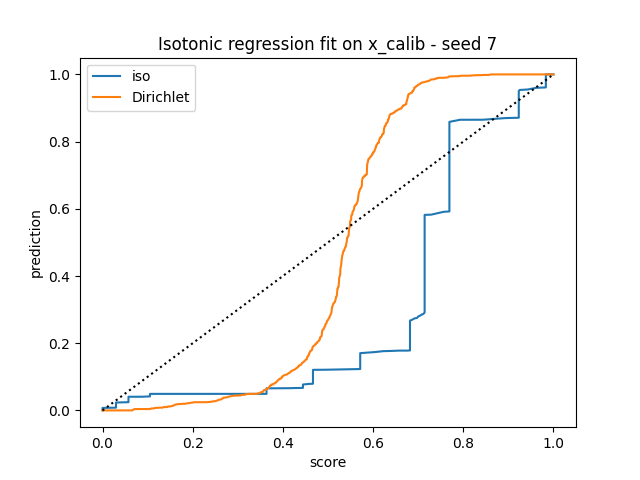 Isotonic regression fit on x_calib - seed 7
iso
Dirichlet
1.0
0.8
0.6
0.4
0.2
0.0
prediction
0.0 0.2 0.4 0.6 0.8 1.0
score